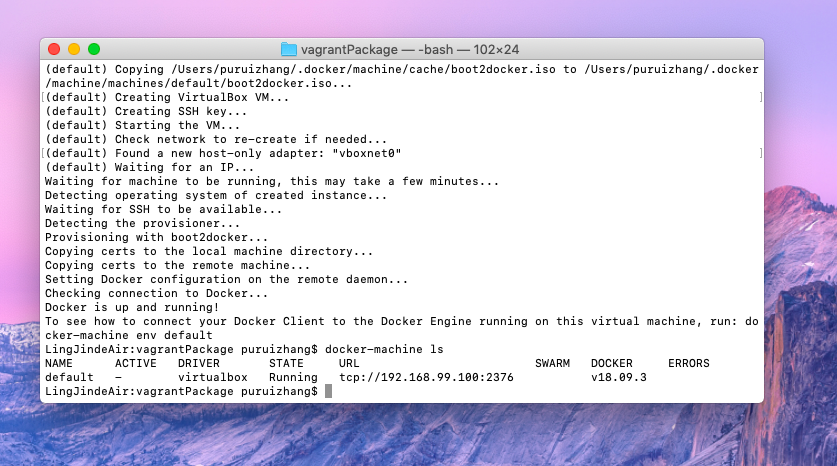 vagrantPackage — -bash — 102×24
(default) Copying /Users/puruizhang/.docker/machine/cache/boot2docker.iso to /Users/puruizhang/.docker
/machine/machines/default/boot2docker.iso...
[(default) Creating VirtualBox VM... ]
(default) Creating SSH key...
(default) Starting the VM...
(default) Check network to re-create if needed...
[(default) Found a new host-only adapter: "vboxnet0" ]
(default) Waiting for an IP...
Waiting for machine to be running, this may take a few minutes...
Detecting operating system of created instance...
Waiting for SSH to be available...
Detecting the provisioner...
Provisioning with boot2docker...
Copying certs to the local machine directory...
Copying certs to the remote machine...
Setting Docker configuration on the remote daemon...
Checking connection to Docker...
Docker is up and running!
To see how to connect your Docker Client to the Docker Engine running on this virtual machine, run: do
cker-machine env default
LingJindeAir:vagrantPackage puruizhang$ docker-machine ls
NAME ACTIVE DRIVER STATE URL SWARM DOCKER ERRORS
default - virtualbox Running tcp://192.168.99.100:2376 v18.09.3
LingJindeAir:vagrantPackage puruizhang$